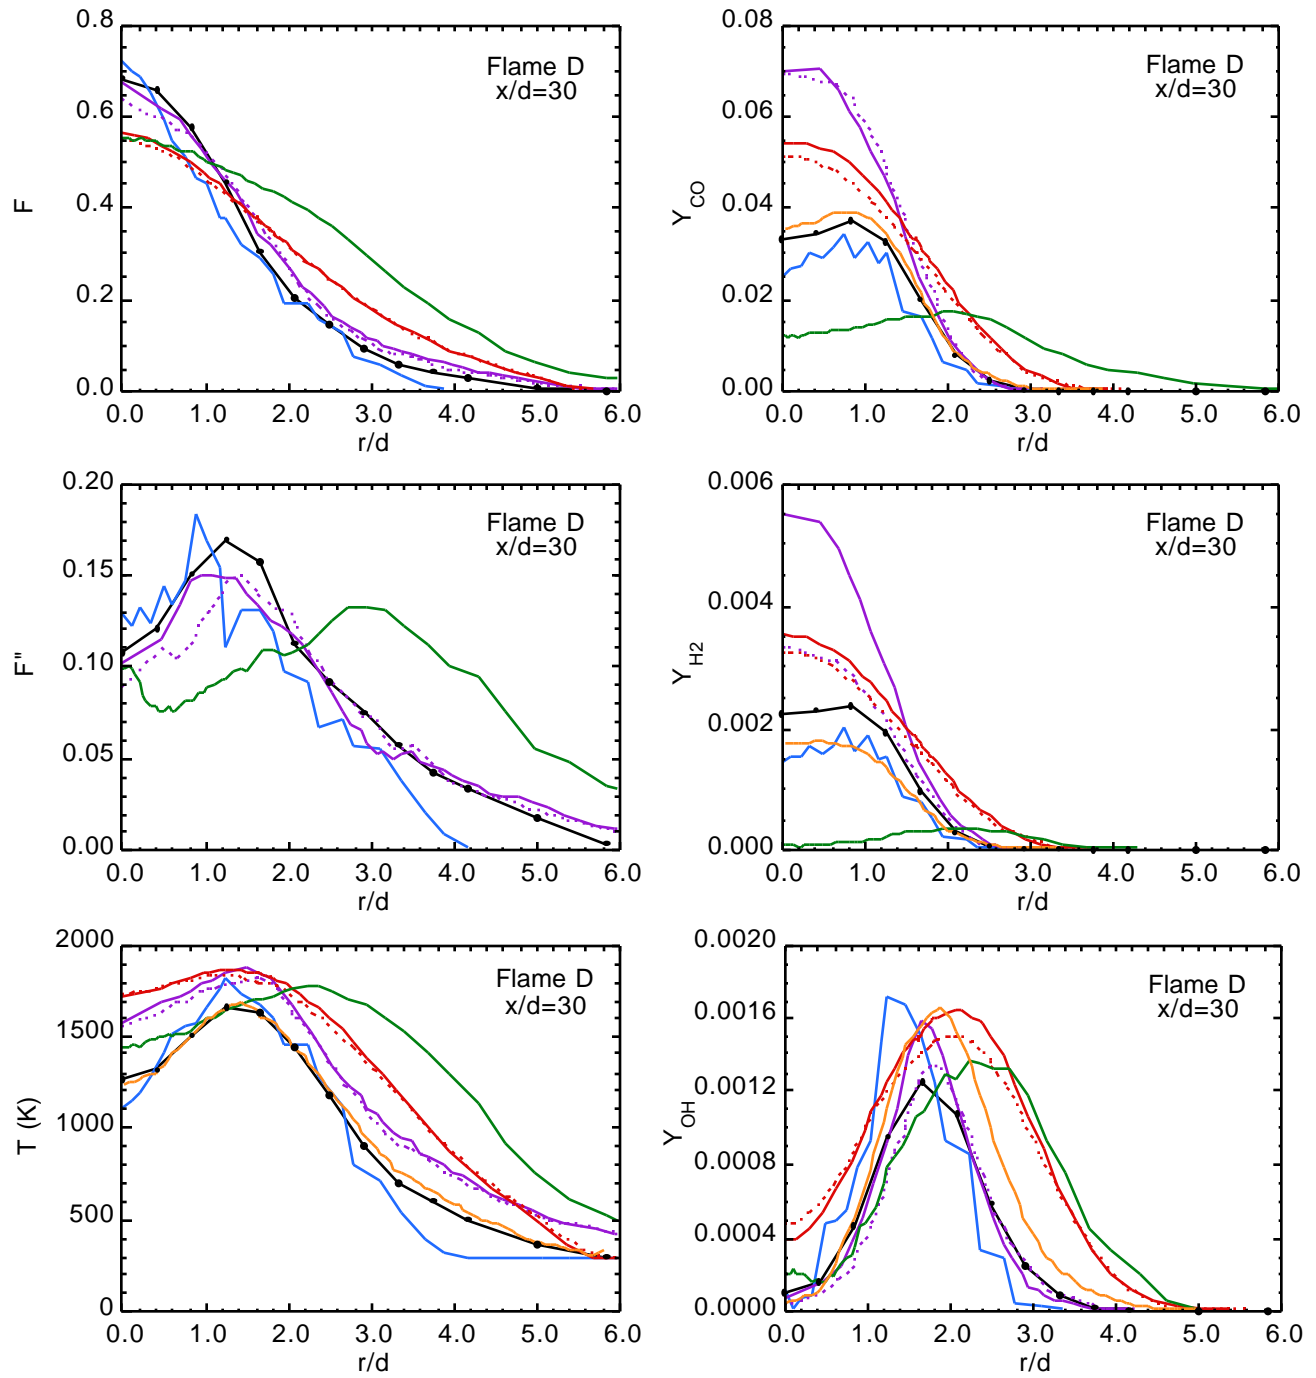 0.8
0.6
0.4
0.2
0.0
F
Flame D
x/d=30
0.0 1.0 2.0 3.0 4.0 5.0 6.0
r/d
0.08
0.06
0.04
0.02
0.00
Y_CO
Flame D
x/d=30
0.0 1.0 2.0 3.0 4.0 5.0 6.0
r/d
0.20
0.15
0.10
0.05
0.00
F"
Flame D
x/d=30
0.0 1.0 2.0 3.0 4.0 5.0 6.0
r/d
0.006
0.004
0.002
0.000
Y_H2
Flame D
x/d=30
0.0 1.0 2.0 3.0 4.0 5.0 6.0
r/d
2000
1500
1000
500
0
T (K)
Flame D
x/d=30
0.0 1.0 2.0 3.0 4.0 5.0 6.0
r/d
0.0020
0.0016
0.0012
0.0008
0.0004
0.0000
Y_OH
Flame D
x/d=30
0.0 1.0 2.0 3.0 4.0 5.0 6.0
r/d